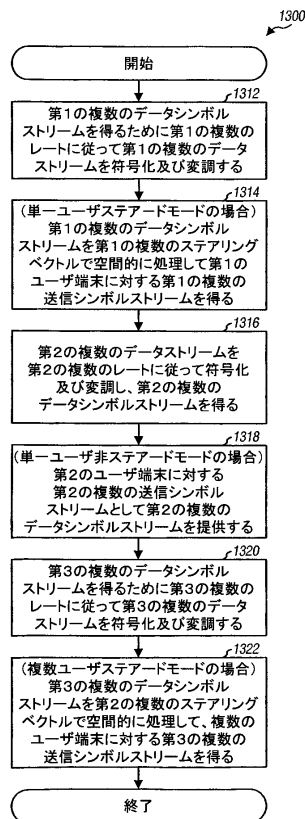 1300
開始
1312
第1の複数のデータシンボル
ストリームを得るために第1の複数の
レートに従って第1の複数のデータ
ストリームを符号化及び変調する
1314
(単一ユーザステアードモードの場合)
第1の複数のデータシンボル
ストリームを第1の複数のステアリング
ベクトルで空間的に処理して第1の
ユーザ端末に対する第1の複数の
送信シンボルストリームを得る
1316
第2の複数のデータストリームを
第2の複数のレートに従って符号化
及び変調し、第2の複数の
データシンボルストリームを得る
1318
(単一ユーザ非ステアードモードの場合)
第2のユーザ端末に対する
第2の複数の送信シンボル
ストリームとして第2の複数の
データシンボルストリームを提供する
1320
第3の複数のデータシンボル
ストリームを得るために第3の複数の
レートに従って第3の複数のデータ
ストリームを符号化及び変調する
1322
(複数ユーザステアードモードの場合)
第3の複数のデータシンボル
ストリームを第2の複数のステアリング
ベクトルで空間的に処理して、複数の
ユーザ端末に対する第3の複数の
送信シンボルストリームを得る
終了